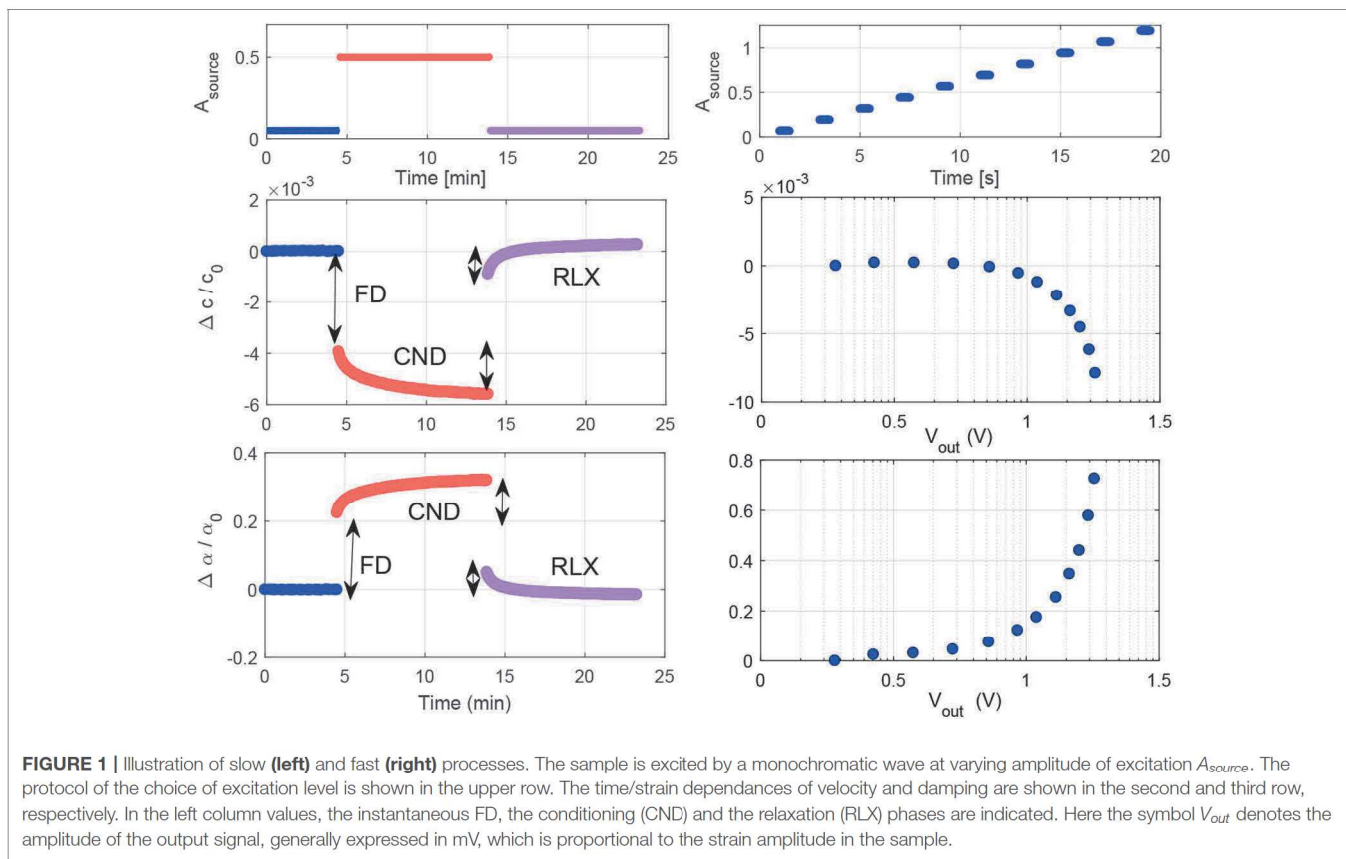 0.5
0
A_source
0
5
10
15
20
25
Time [min]
1
0.5
0
A_source
0
5
10
15
20
Time [s]
×10⁻³
2
0
-2
-4
-6
Δ c / c₀
FD
CND
RLX
0
5
10
15
20
25
×10⁻³
5
0
-5
-10
0
0.5
1
1.5
V_out (V)
0.4
0.2
0
-0.2
Δ α / α₀
FD
CND
RLX
0
5
10
15
20
25
Time (min)
0.8
0.6
0.4
0.2
0
0
0.5
1
1.5
V_out (V)
FIGURE 1 | Illustration of slow (left) and fast (right) processes. The sample is excited by a monochromatic wave at varying amplitude of excitation A_source. The
protocol of the choice of excitation level is shown in the upper row. The time/strain dependances of velocity and damping are shown in the second and third row,
respectively. In the left column values, the instantaneous FD, the conditioning (CND) and the relaxation (RLX) phases are indicated. Here the symbol V_out denotes the
amplitude of the output signal, generally expressed in mV, which is proportional to the strain amplitude in the sample.